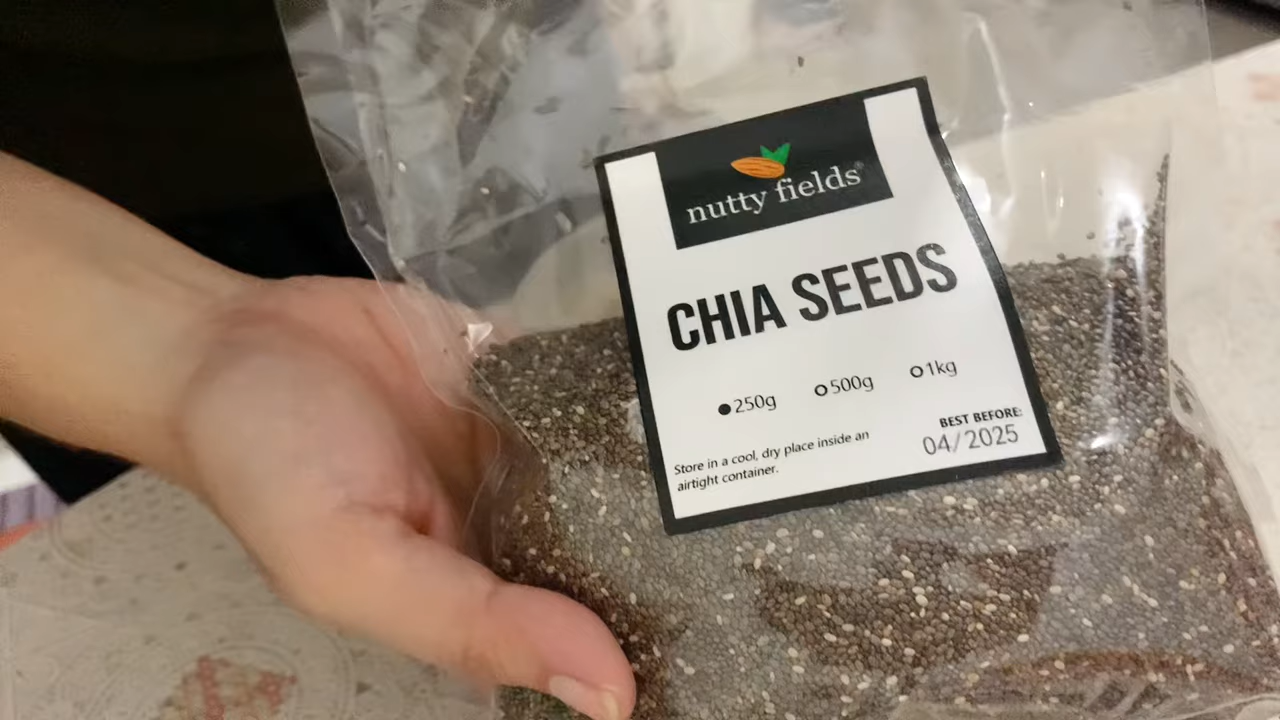 nutty fields®
CHIA SEEDS
●250g ○500g ○1kg
Store in a cool, dry place inside an
airtight container.
BEST BEFORE:
04/2025